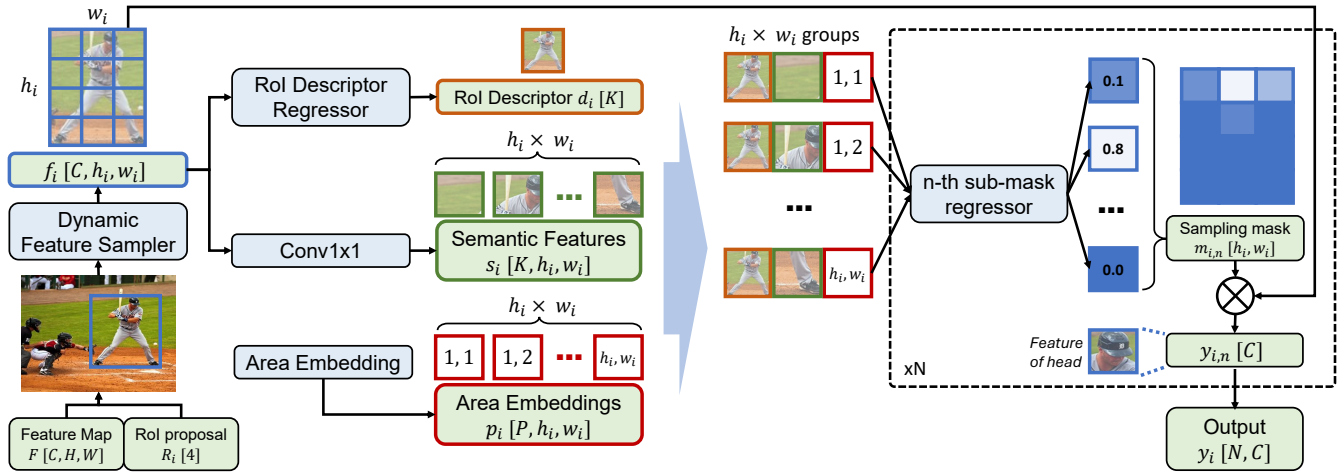 w_i
h_i
f_i [C, h_i, w_i]
Dynamic
Feature Sampler
Feature Map
F [C, H, W]
RoI proposal
R_i [4]
RoI Descriptor
Regressor
RoI Descriptor d_i [K]
Conv1x1
h_i × w_i
...
Semantic Features
s_i [K, h_i, w_i]
Area Embedding
h_i × w_i
1, 1
1, 2
...
h_i, w_i
Area Embeddings
p_i [P, h_i, w_i]
h_i × w_i groups
1, 1
1, 2
...
h_i, w_i
n-th sub-mask
regressor
0.1
0.8
...
0.0
Sampling mask
m_{i,n} [h_i, w_i]
Feature
of head
y_{i,n} [C]
xN
Output
y_i [N, C]